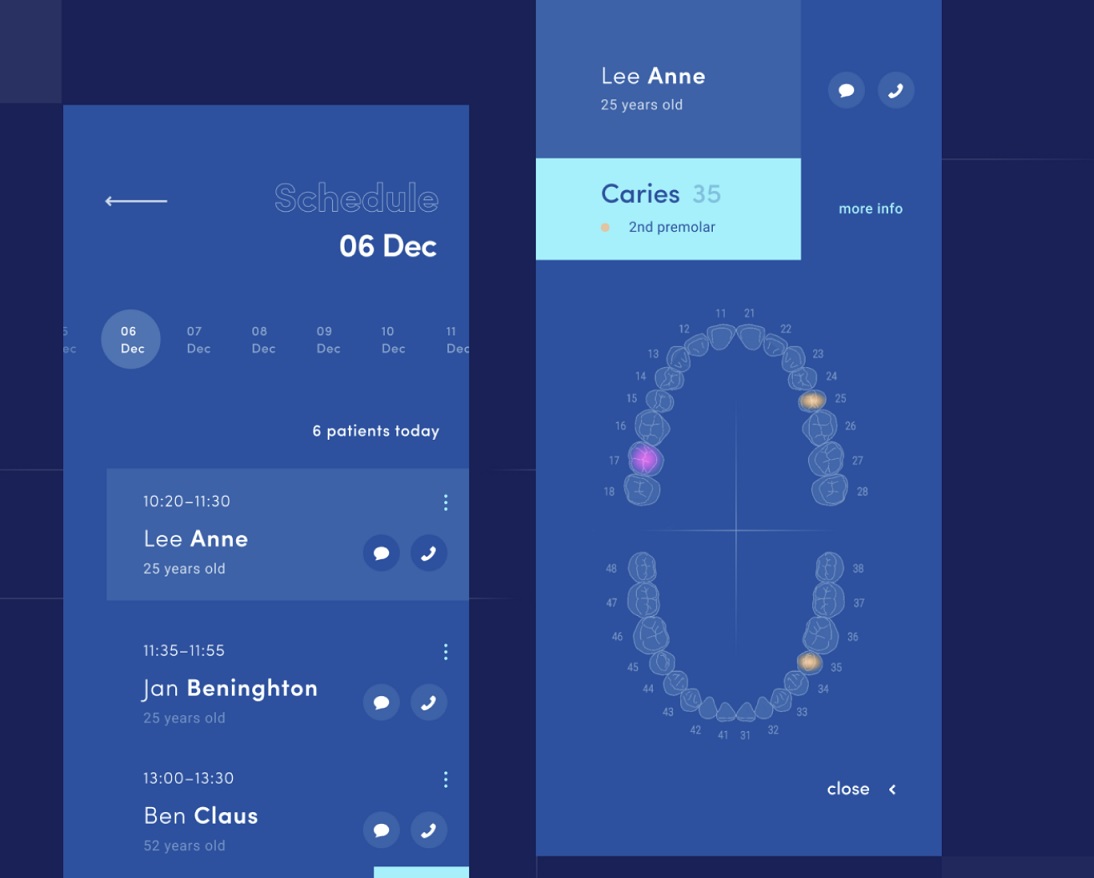 Schedule
06 Dec
06 07 08 09 10 11
Dec Dec Dec Dec Dec Dec
6 patients today
10:20–11:30
Lee Anne
25 years old
11:35–11:55
Jan Beninghton
25 years old
13:00–13:30
Ben Claus
52 years old
Lee Anne
25 years old
Caries 35
2nd premolar
more info
11 21
12 22
13 23
14 24
15 25
16 26
17 27
18 28
48 38
47 37
46 36
45 35
44 34
43 33
42 41 31 32
close